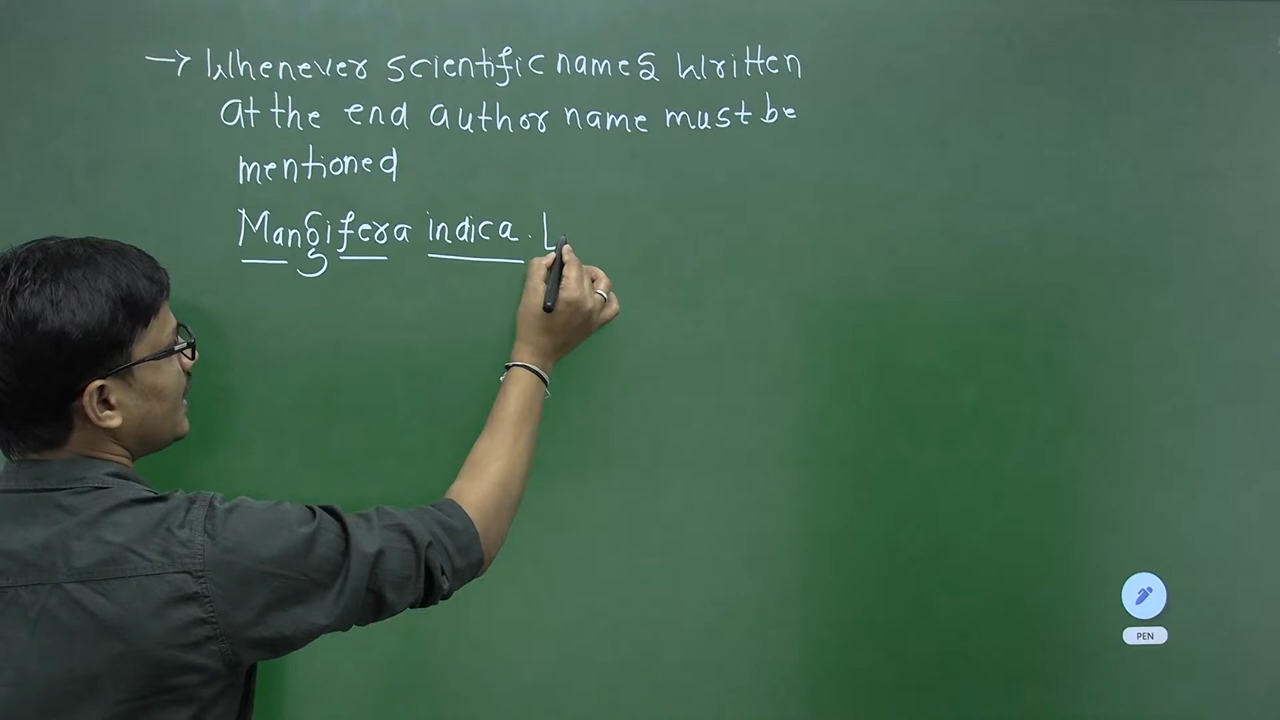 → Whenever scientific names written
at the end author name must be
mentioned
Mangifera indica. L
PEN